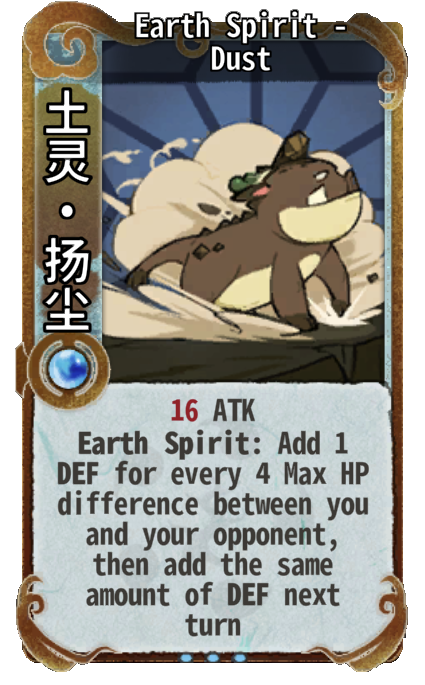 Earth Spirit -
Dust
土灵·扬尘
16 ATK
Earth Spirit: Add 1
DEF for every 4 Max HP
difference between you
and your opponent,
then add the same
amount of DEF next
turn